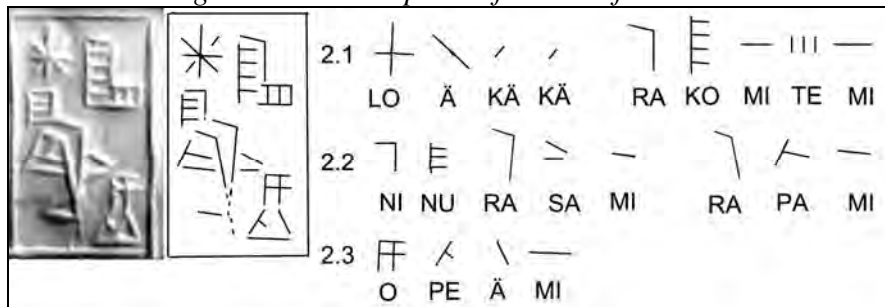 2.1
LO Ä KÄ KÄ RA KO MI TE MI
2.2
NI NU RA SA MI RA PA MI
2.3
O PE Ä MI